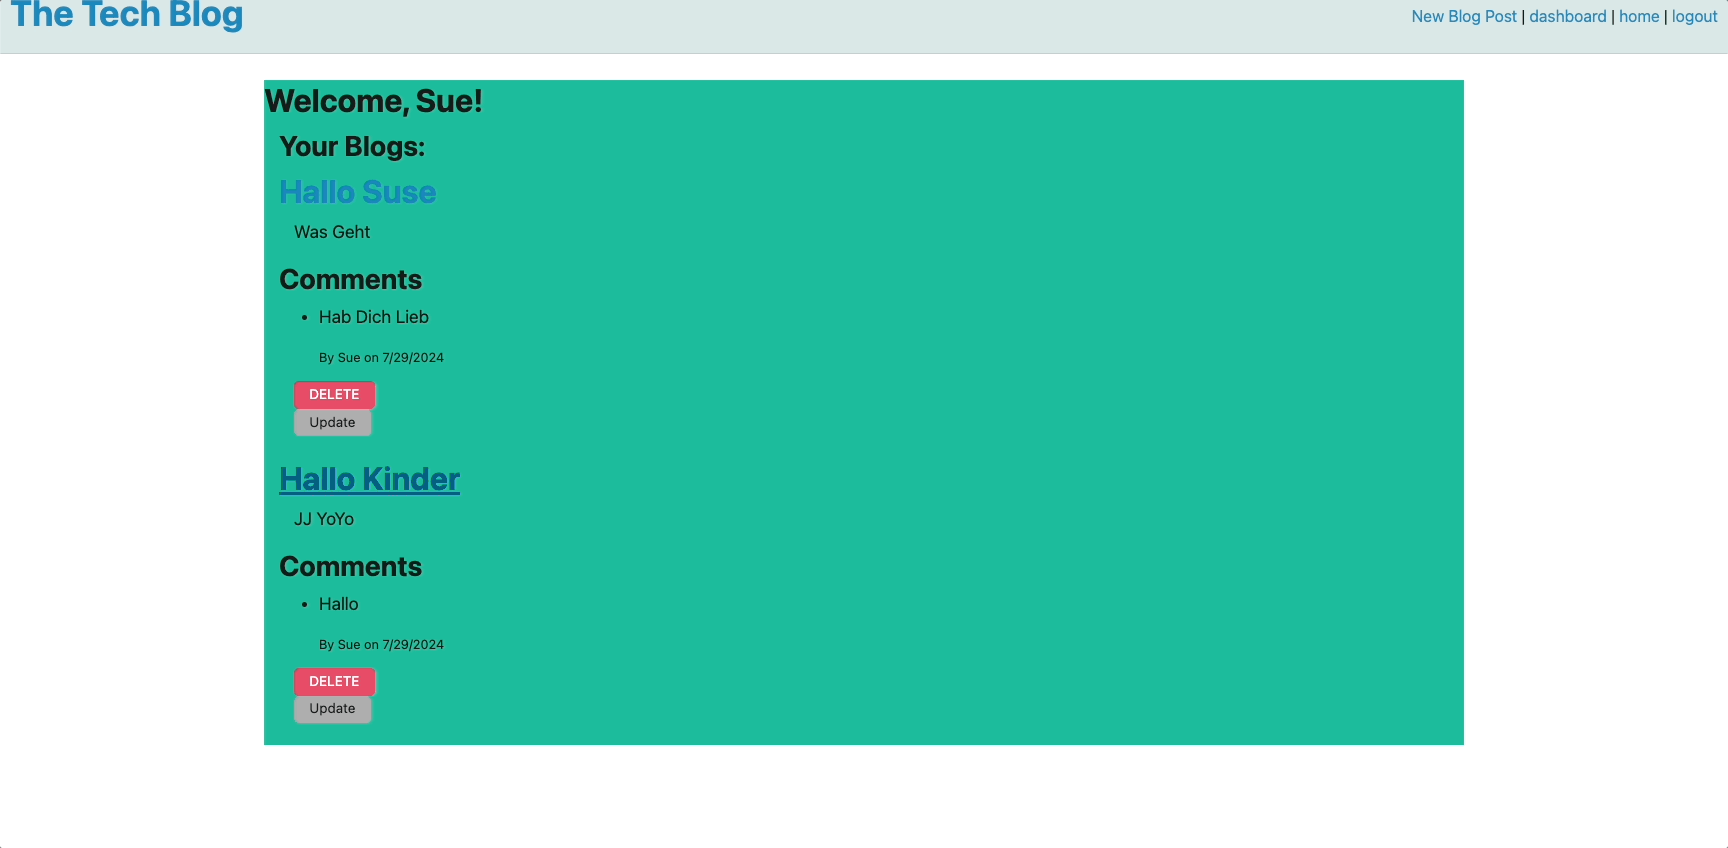 The Tech Blog
New Blog Post | dashboard | home | logout
Welcome, Sue!
Your Blogs:
Hallo Suse
Was Geht
Comments
• Hab Dich Lieb
By Sue on 7/29/2024
DELETE
Update
Hallo Kinder
JJ YoYo
Comments
• Hallo
By Sue on 7/29/2024
DELETE
Update